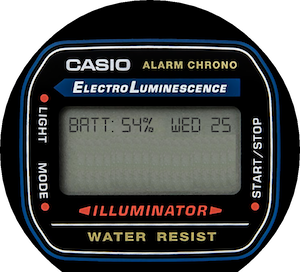 CASIO ALARM CHRONO
ELECTROLUMINESCENCE
LIGHT
MODE
BATT: 54% WED 25
START/STOP
ILLUMINATOR
WATER RESIST